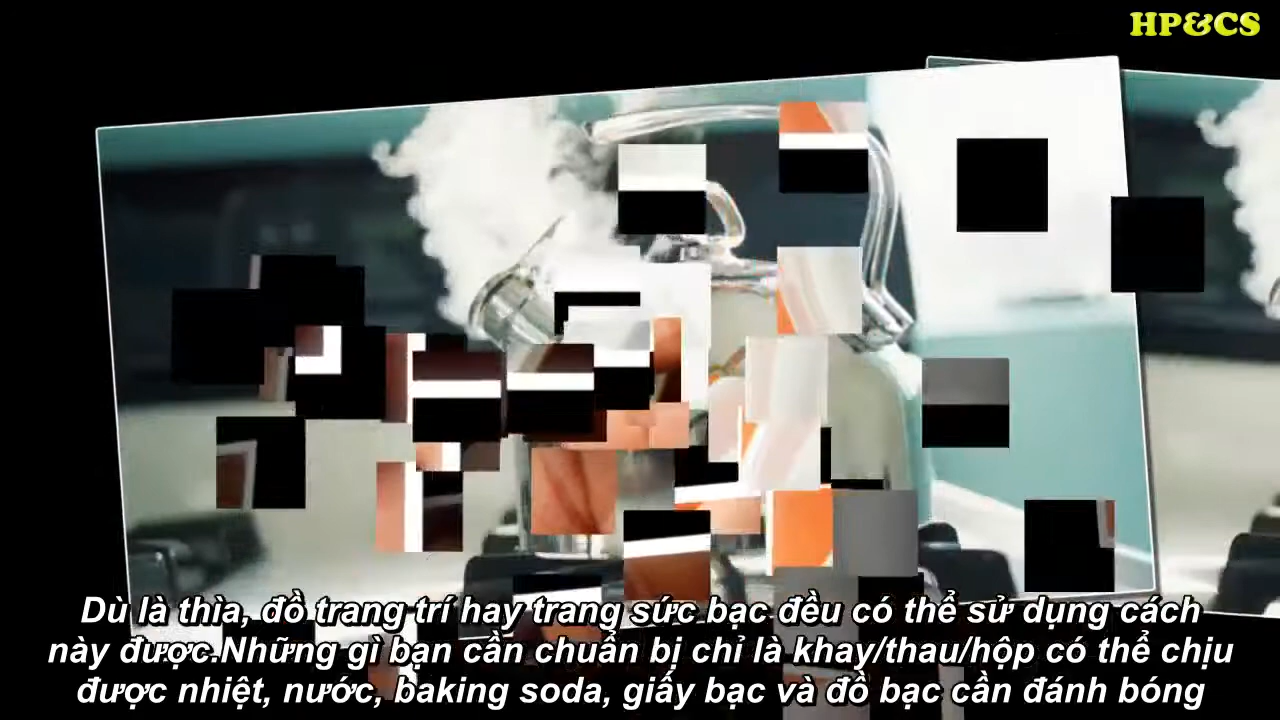 HP&CS
Dù là thìa, đồ trang trí hay trang sức bạc đều có thể sử dụng cách
này được.Những gì bạn cần chuẩn bị chỉ là khay/thau/hộp có thể chịu
được nhiệt, nước, baking soda, giấy bạc và đồ bạc cần đánh bóng